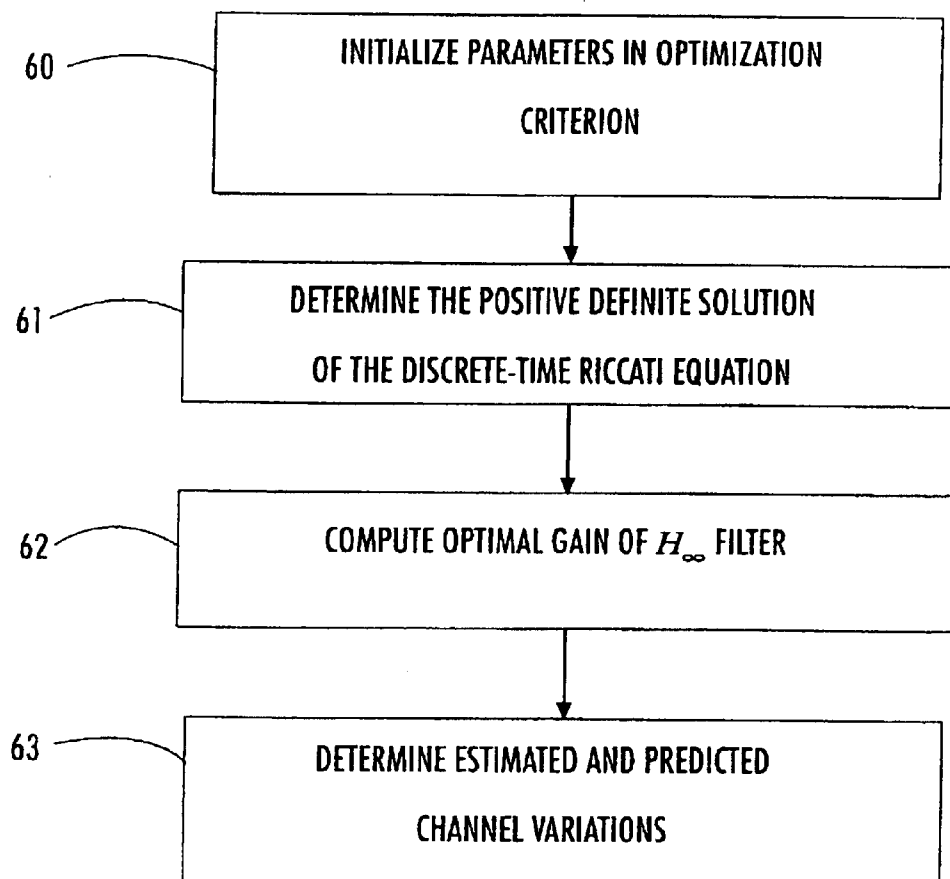 60
INITIALIZE PARAMETERS IN OPTIMIZATION
CRITERION
61
DETERMINE THE POSITIVE DEFINITE SOLUTION
OF THE DISCRETE-TIME RICCATI EQUATION
62
COMPUTE OPTIMAL GAIN OF H∞ FILTER
63
DETERMINE ESTIMATED AND PREDICTED
CHANNEL VARIATIONS